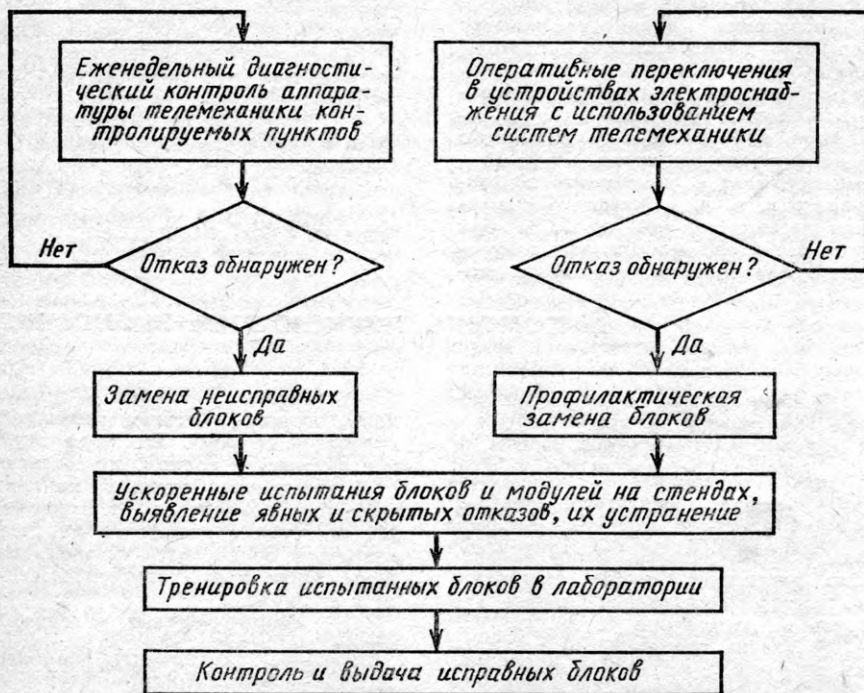 Еженедельный диагности-
ческий контроль аппара-
туры телемеханики кон-
тролируемых пунктов
Оперативные переключения
в устройствах электроснаб-
жения с использованием
систем телемеханики
Нет
Отказ обнаружен?
Отказ обнаружен?
Нет
Да
Да
Замена неисправных
блоков
Профилактическая
замена блоков
Ускоренные испытания блоков и модулей на стендах,
выявление явных и скрытых отказов, их устранение
Тренировка испытанных блоков в лаборатории
Контроль и выдача исправных блоков